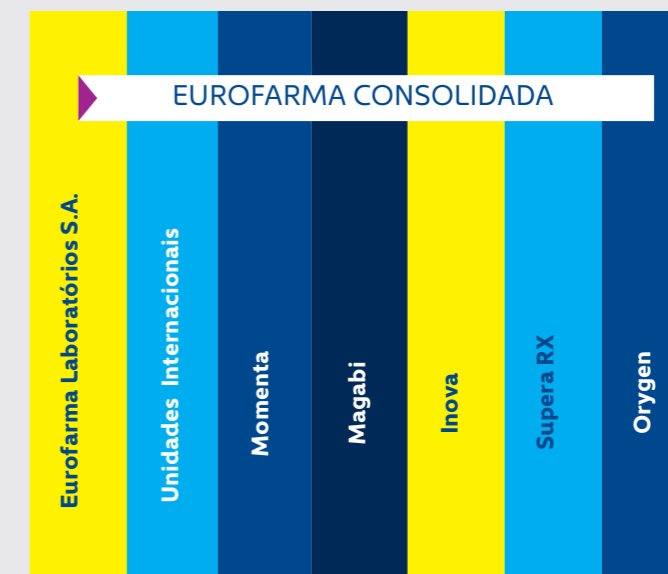 EUROFARMA CONSOLIDADA
Eurofarma Laboratórios S.A.
Unidades Internacionais
Momenta
Magabi
Inova
Supera RX
Orygen